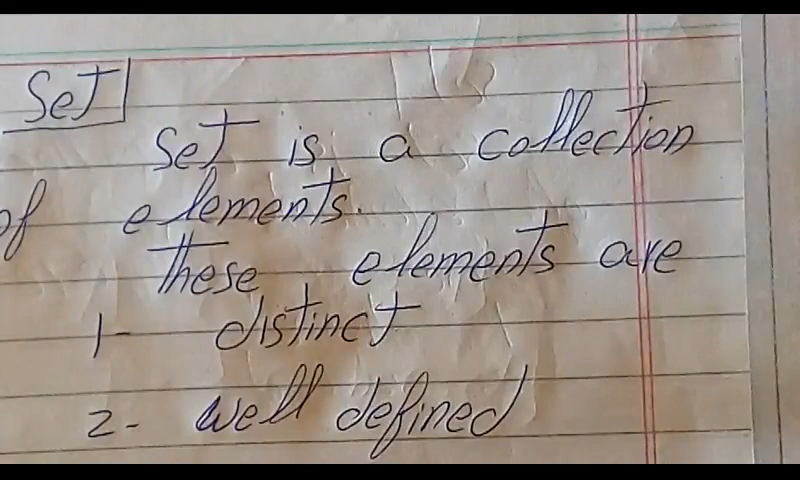 Set
Set is a collection
of elements.
these elements are
1- distinct
2- well defined